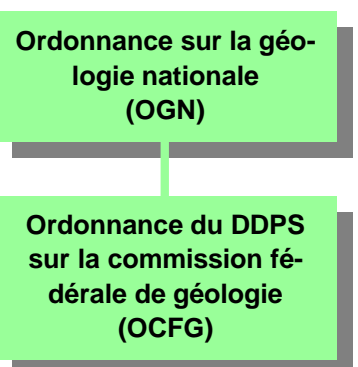 Ordonnance sur la géo-
logie nationale
(OGN)
Ordonnance du DDPS
sur la commission fé-
dérale de géologie
(OCFG)